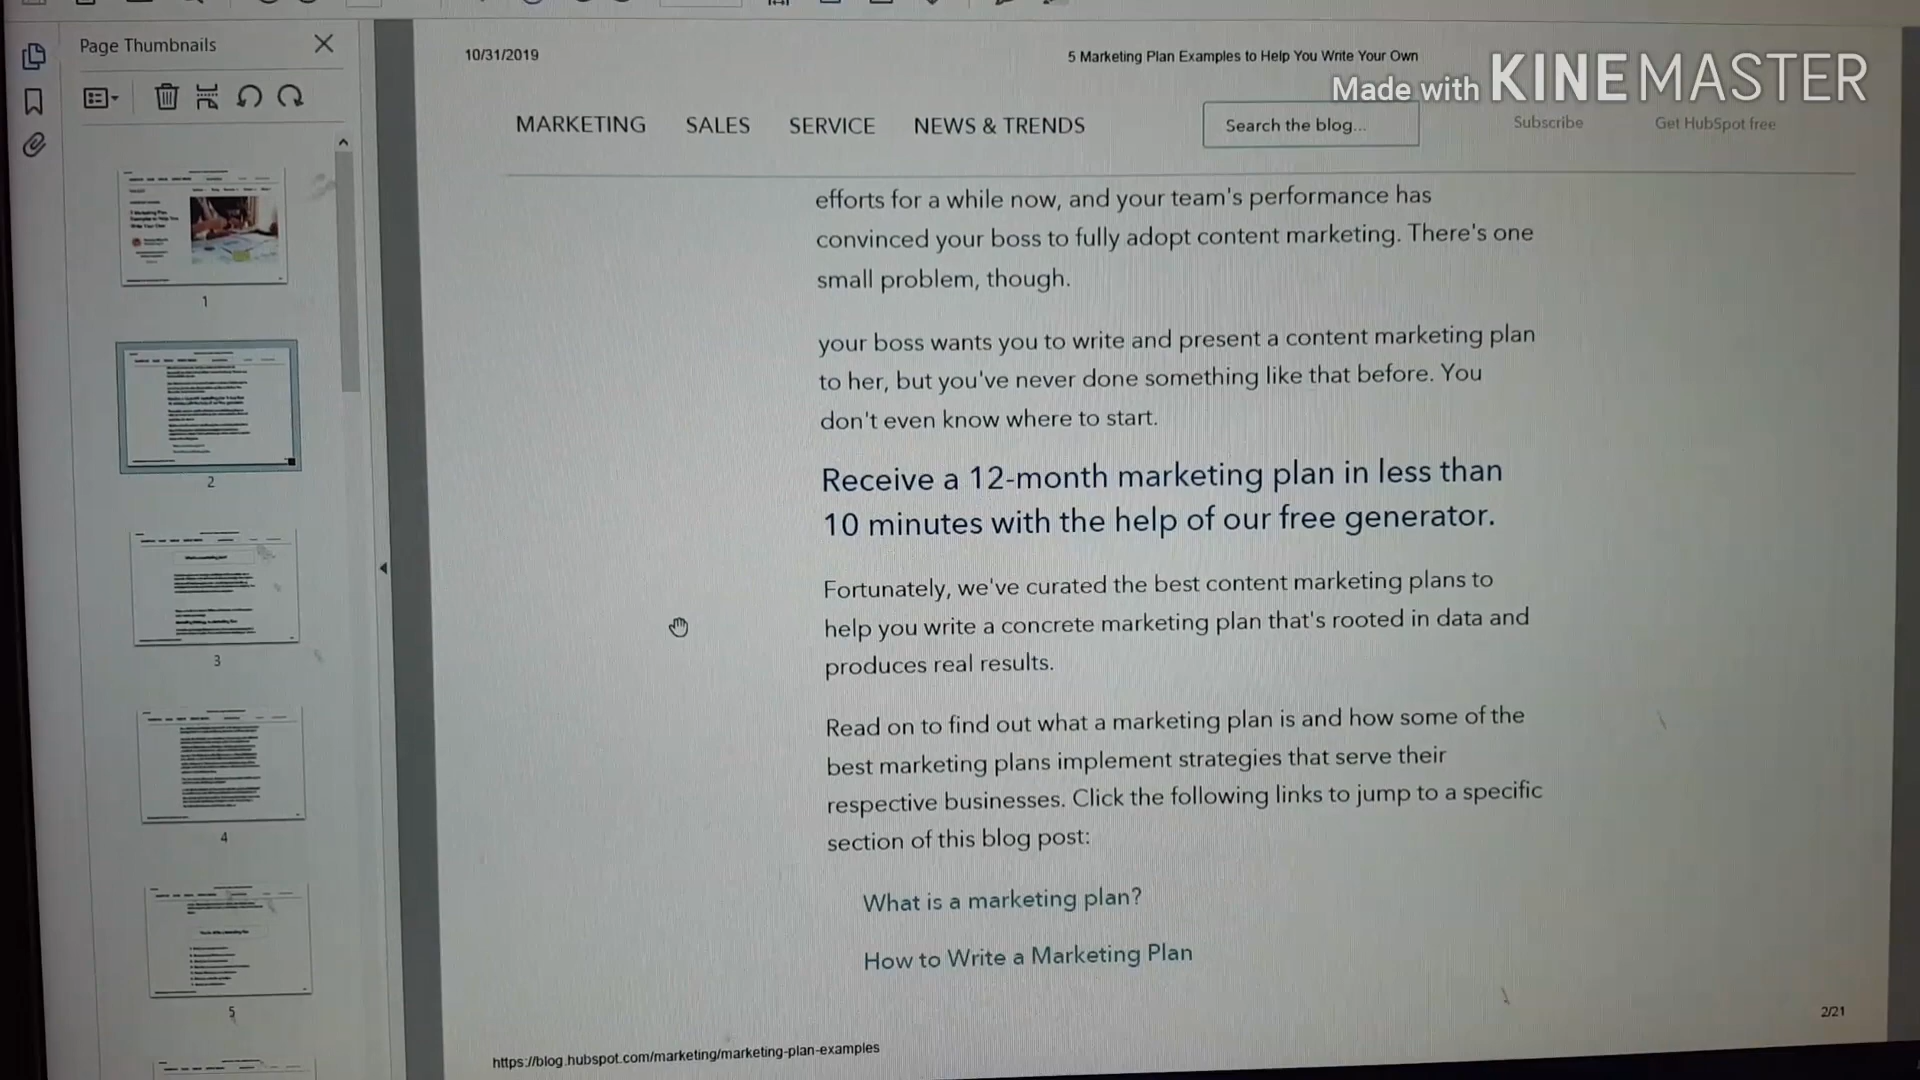 Page Thumbnails
1
2
3
4
5
10/31/2019
5 Marketing Plan Examples to Help You Write Your Own
Made with KINEMASTER
MARKETING SALES SERVICE NEWS & TRENDS
Search the blog...
Subscribe
Get HubSpot free
efforts for a while now, and your team's performance has
convinced your boss to fully adopt content marketing. There's one
small problem, though.
your boss wants you to write and present a content marketing plan
to her, but you've never done something like that before. You
don't even know where to start.
Receive a 12-month marketing plan in less than
10 minutes with the help of our free generator.
Fortunately, we've curated the best content marketing plans to
help you write a concrete marketing plan that's rooted in data and
produces real results.
Read on to find out what a marketing plan is and how some of the
best marketing plans implement strategies that serve their
respective businesses. Click the following links to jump to a specific
section of this blog post:
What is a marketing plan?
How to Write a Marketing Plan
2/21
https://blog.hubspot.com/marketing/marketing-plan-examples